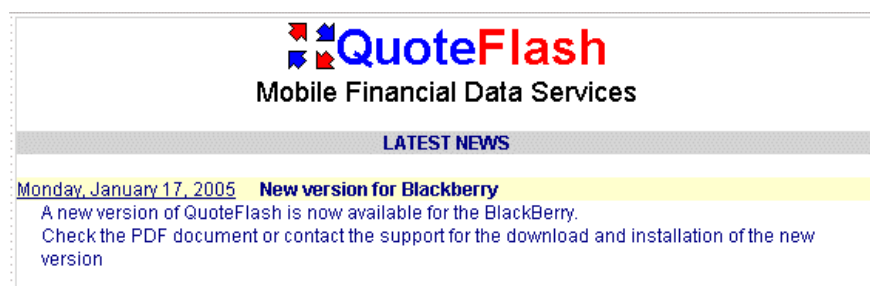 QuoteFlash
Mobile Financial Data Services
LATEST NEWS
Monday, January 17, 2005 New version for Blackberry
A new version of QuoteFlash is now available for the BlackBerry.
Check the PDF document or contact the support for the download and installation of the new
version